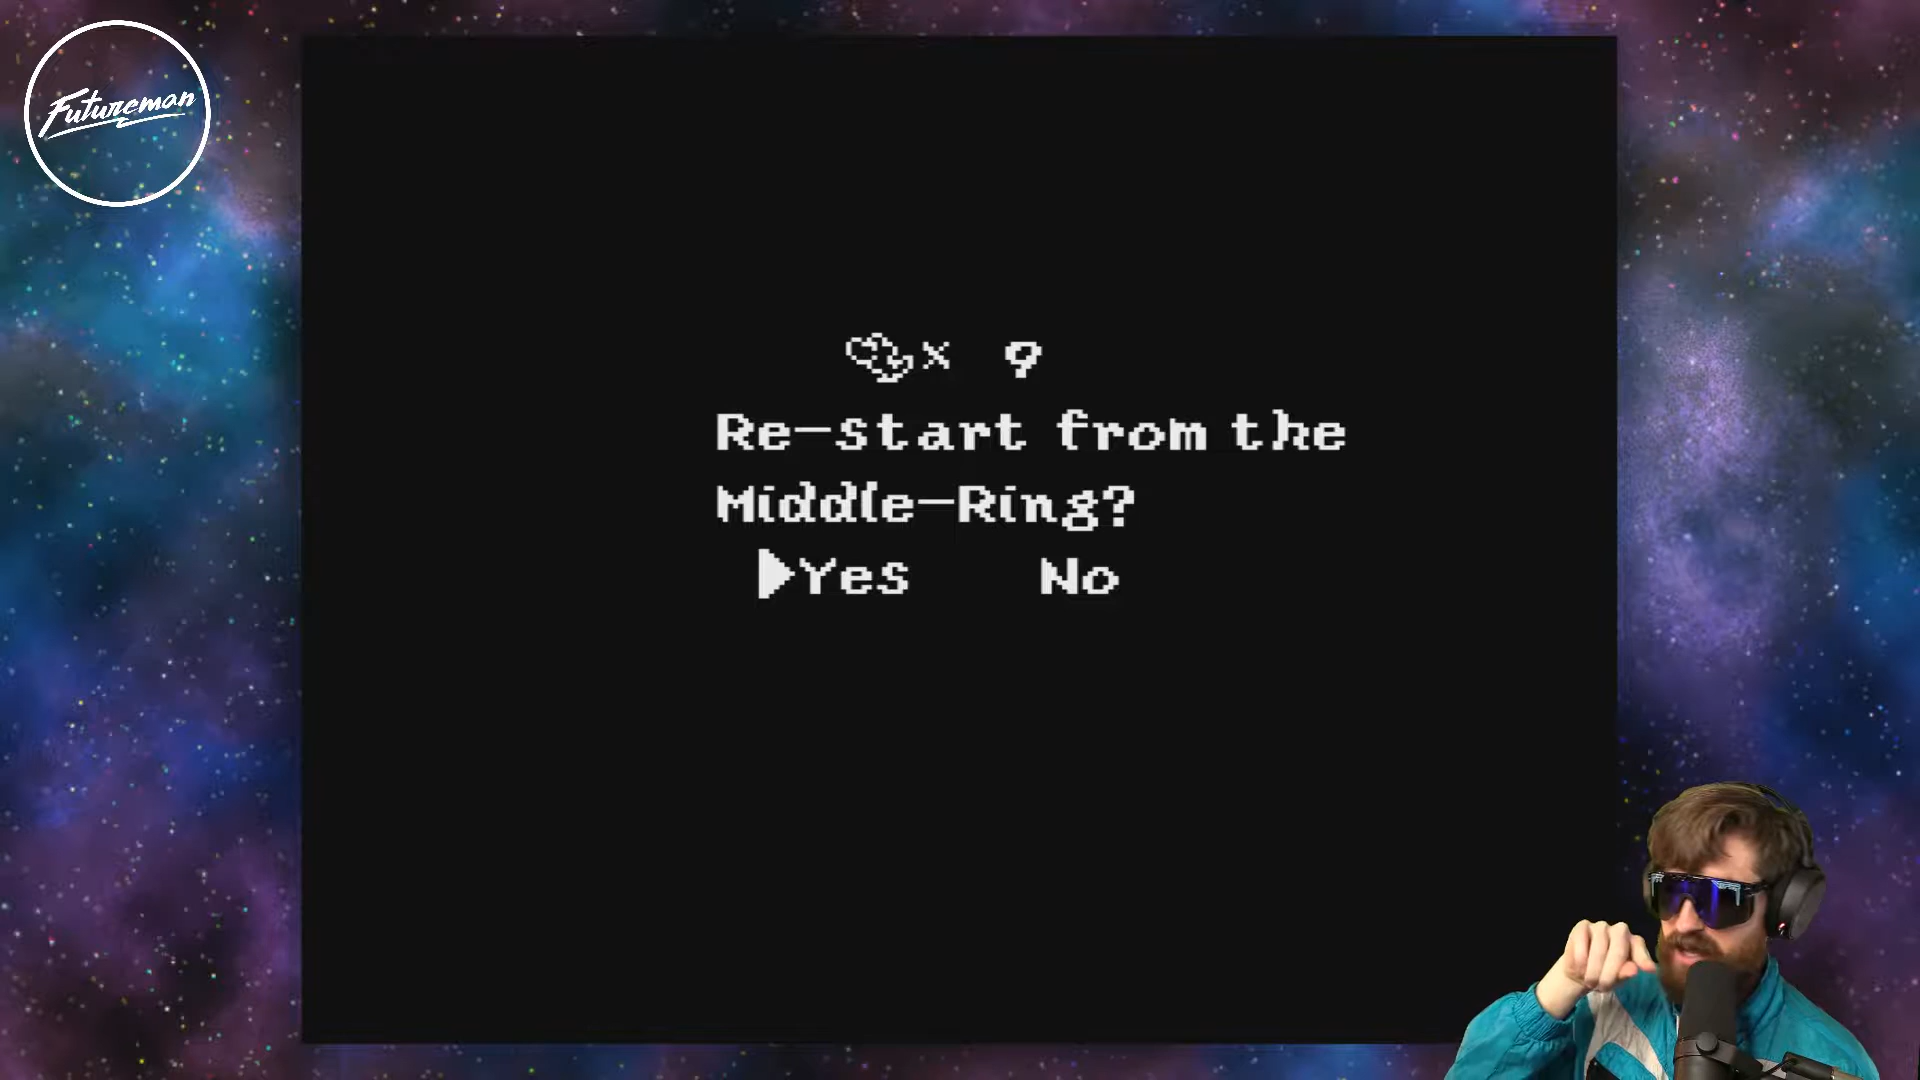 Futureman
x 9
Re-start from the
Middle-Ring?
Yes No